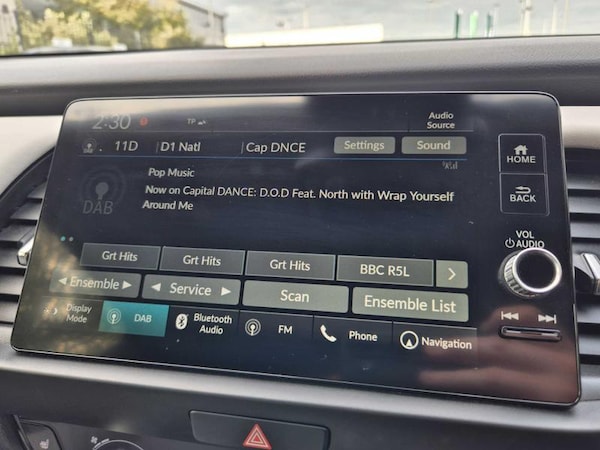 2:30 TP Audio
Source
11D D1 Natl Cap DNCE Settings Sound
Pop Music
Now on Capital DANCE: D.O.D Feat. North with Wrap Yourself
Around Me
DAB
HOME
BACK
VOL
AUDIO
Grt Hits Grt Hits Grt Hits BBC R5L
Ensemble Service Scan Ensemble List
Display
Mode
DAB
Bluetooth
Audio
FM
Phone
Navigation